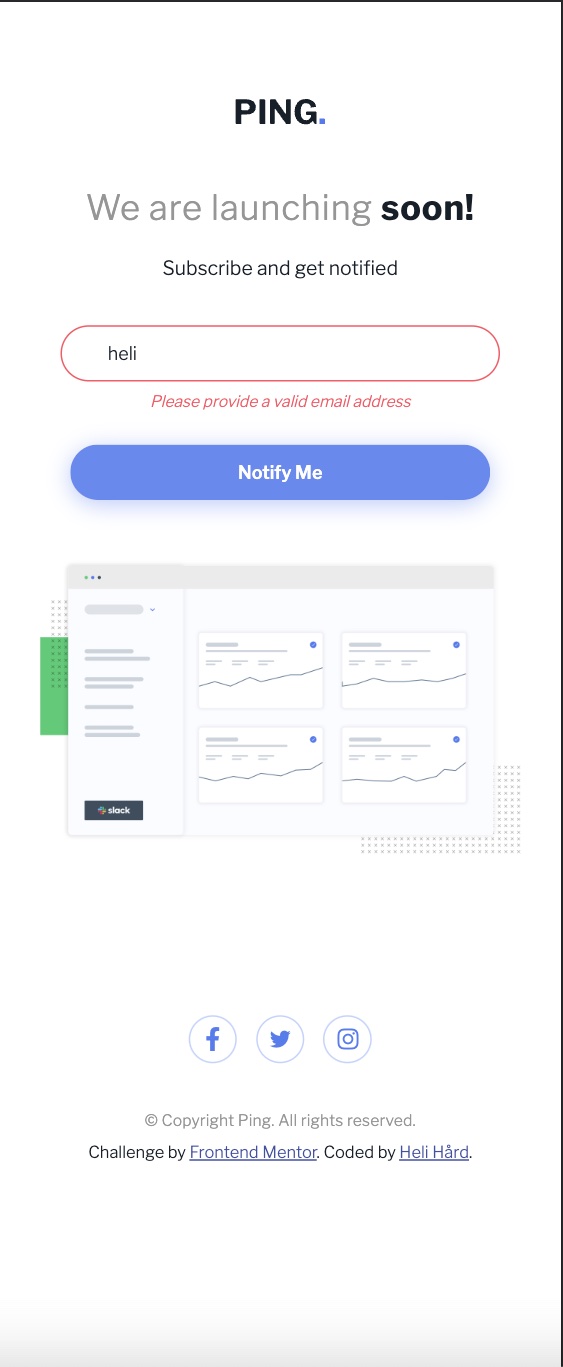 PING.
We are launching soon!
Subscribe and get notified
heli
Please provide a valid email address
Notify Me
slack
© Copyright Ping. All rights reserved.
Challenge by Frontend Mentor. Coded by Heli Hård.